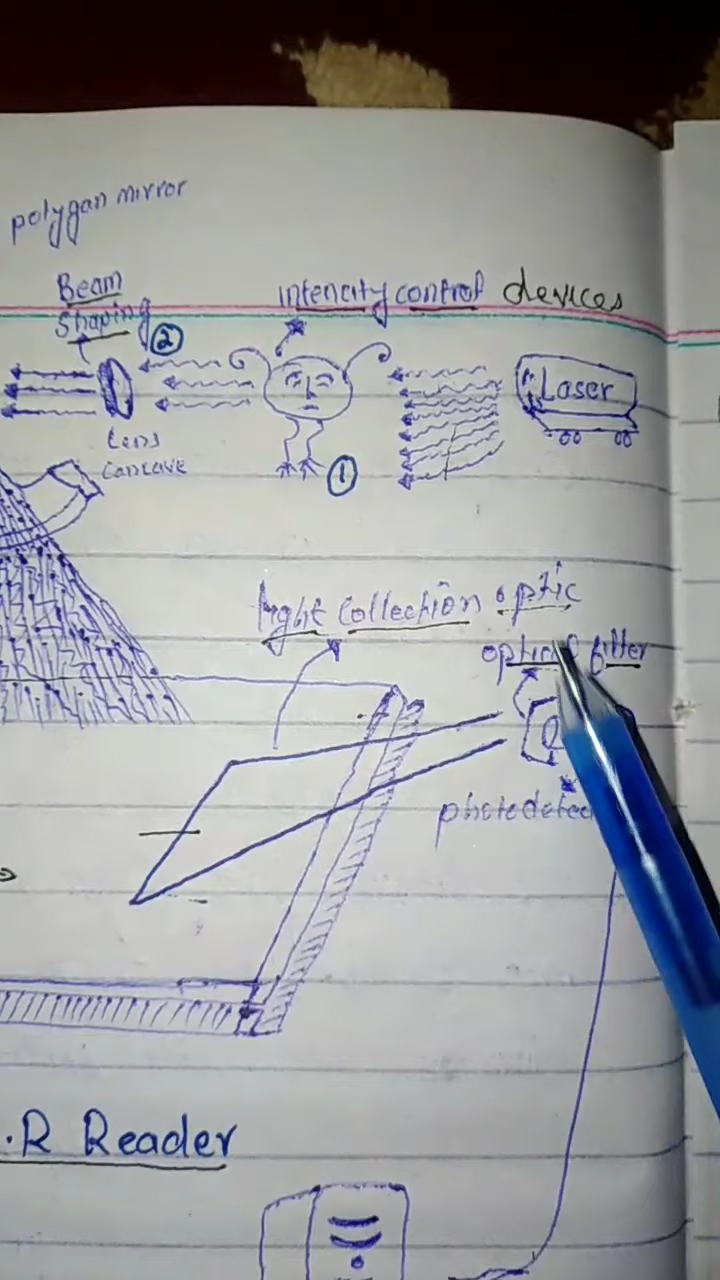 polygan mirror
Beam
shaping
intencity control devices
②
Laser
Lens
concave
①
light collection optic
optical filter
photodetec
.R Reader